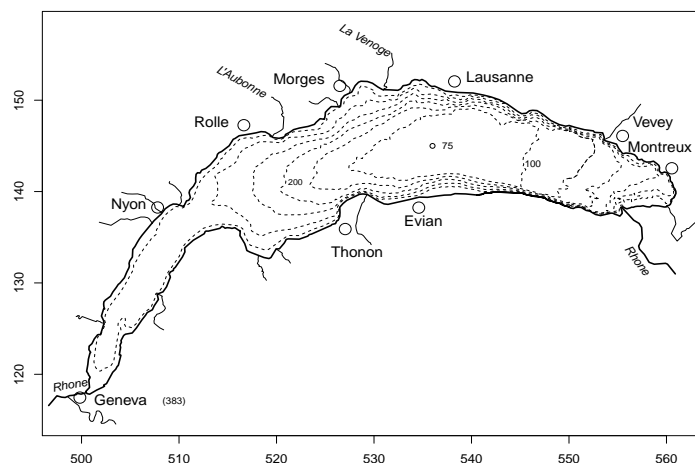 La Venoge
L'Aubonne
Morges
Lausanne
150
Rolle
Vevey
75
Montreux
100
200
140
Nyon
Evian
Thonon
Rhone
130
120
Rhone
Geneva (383)
500 510 520 530 540 550 560